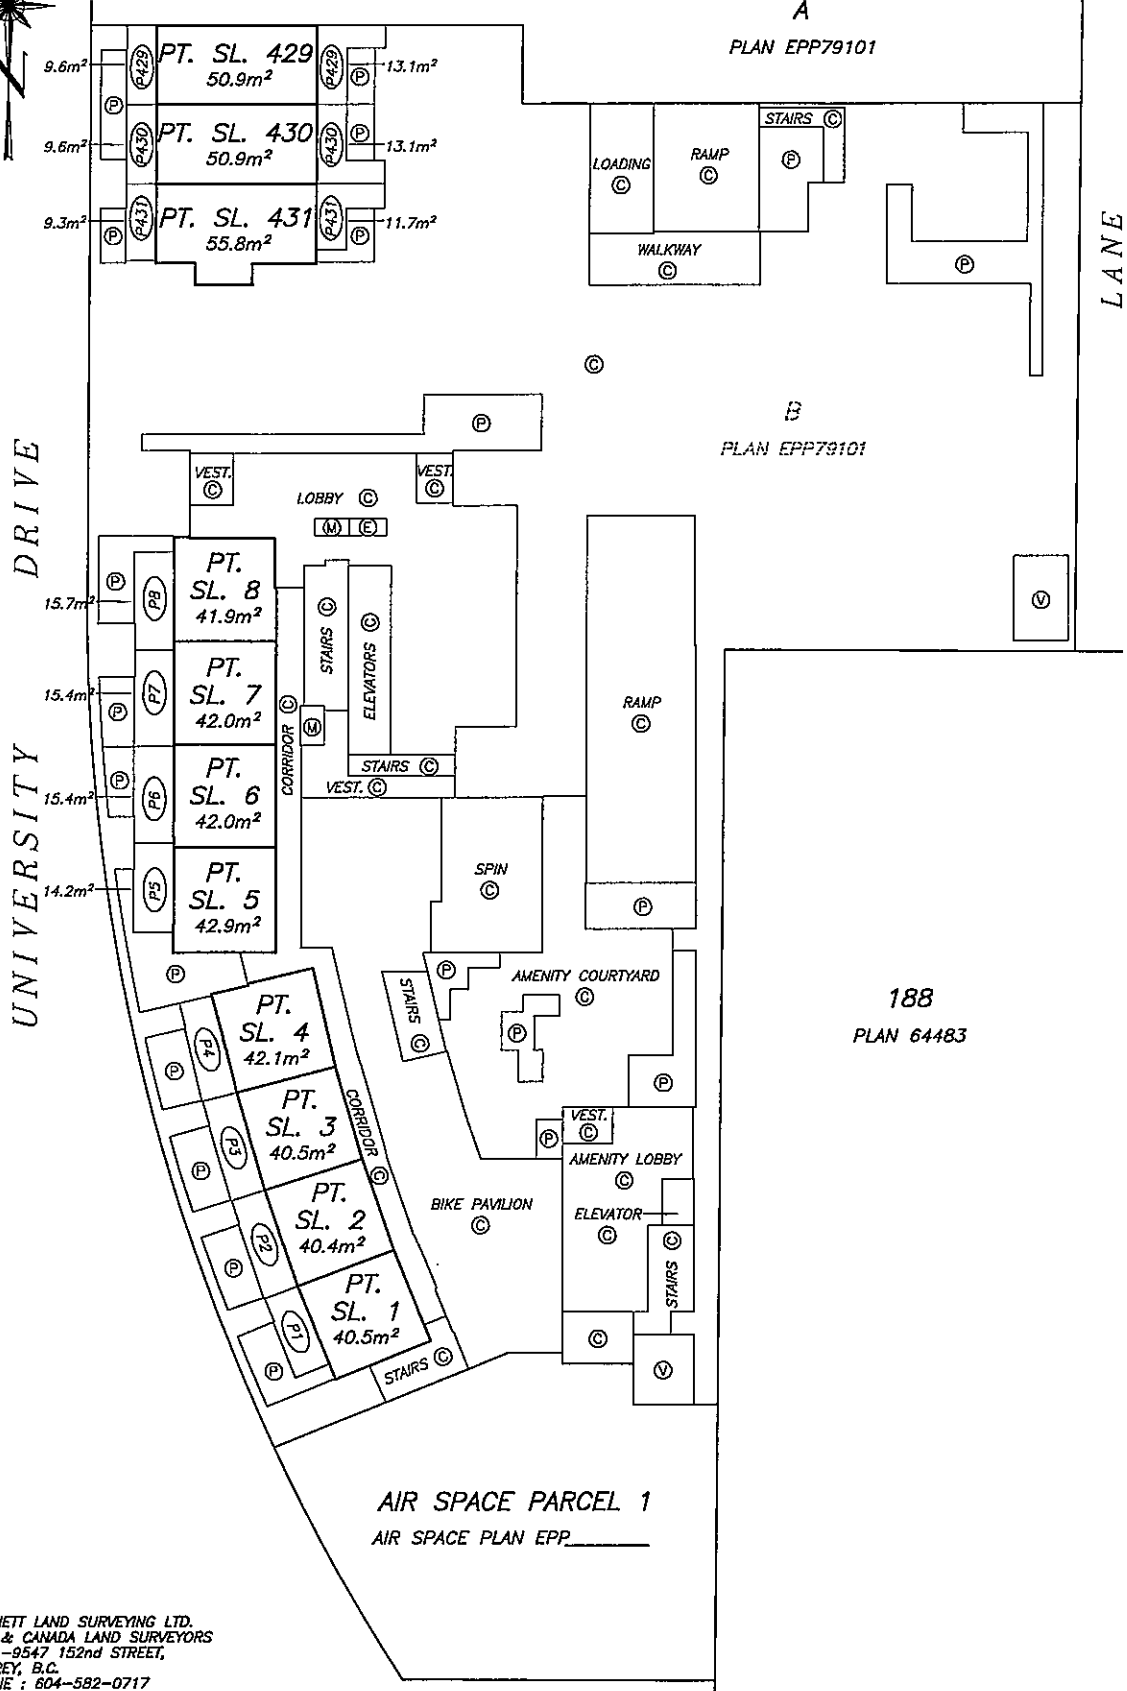 A
PLAN EPP79101
9.6m²
P429
PT. SL. 429
50.9m²
P429
13.1m²
P
P
9.6m²
P430
PT. SL. 430
50.9m²
P430
13.1m²
P
9.3m²
P431
PT. SL. 431
55.8m²
P431
11.7m²
P
P
LOADING
C
RAMP
C
STAIRS C
P
WALKWAY
C
P
LANE
C
B
PLAN EPP79101
P
VEST.
C
VEST.
C
LOBBY C
M E
UNIVERSITY DRIVE
P
15.7m²
P8
PT.
SL. 8
41.9m²
STAIRS C
ELEVATORS C
V
15.4m²
P
P7
PT.
SL. 7
42.0m²
CORRIDOR C
M
RAMP
C
15.4m²
P
P6
PT.
SL. 6
42.0m²
STAIRS C
VEST. C
14.2m²
P5
PT.
SL. 5
42.9m²
SPIN
C
P
P
P
STAIRS
C
AMENITY COURTYARD
C
P
P
188
PLAN 64483
P
P4
PT.
SL. 4
42.1m²
P
P3
PT.
SL. 3
40.5m²
CORRIDOR
C
P
VEST.
C
AMENITY LOBBY
C
P
P2
PT.
SL. 2
40.4m²
BIKE PAVILION
C
ELEVATOR
C
STAIRS C
P
P1
PT.
SL. 1
40.5m²
STAIRS C
C
V
AIR SPACE PARCEL 1
AIR SPACE PLAN EPP
ETT LAND SURVEYING LTD.
& CANADA LAND SURVEYORS
-9547 152nd STREET,
EY, B.C.
E : 604-582-0717